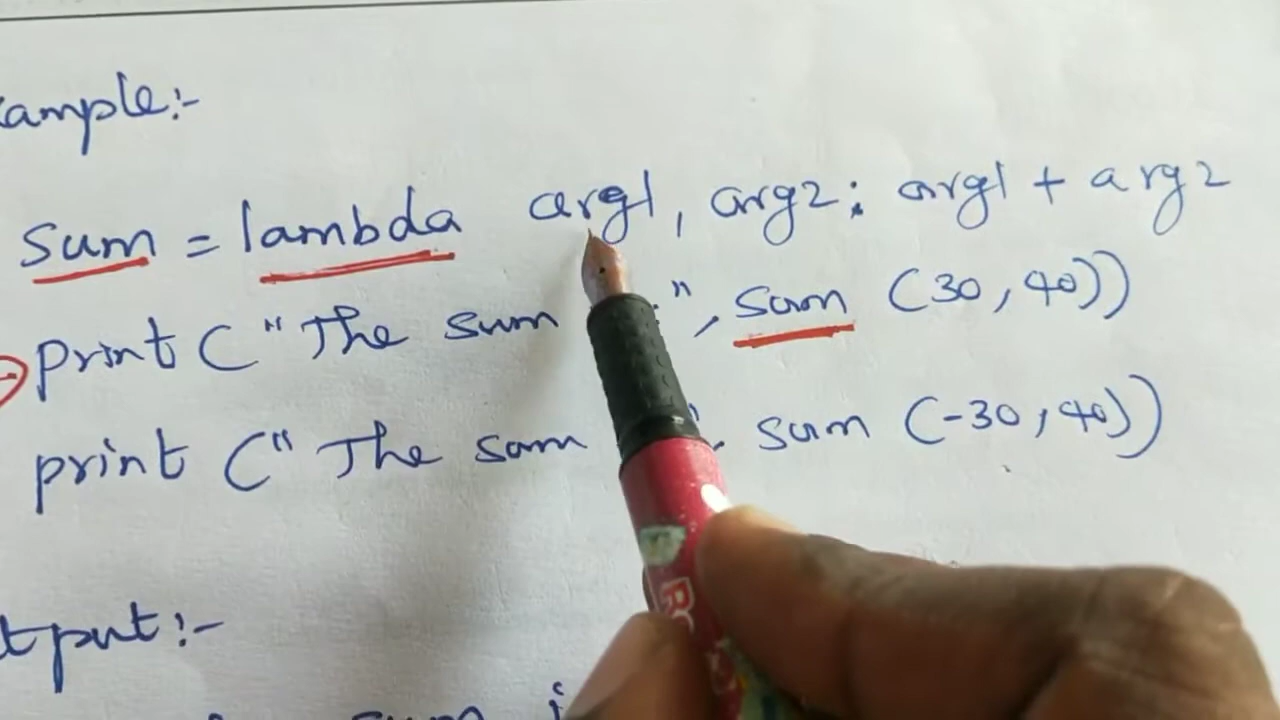 ample:-
sum = lambda arg1, arg2: arg1 + arg2
print ("The sum .", sum (30, 40))
print ("The sum ", sum (-30, 40))
tput:-
sum i